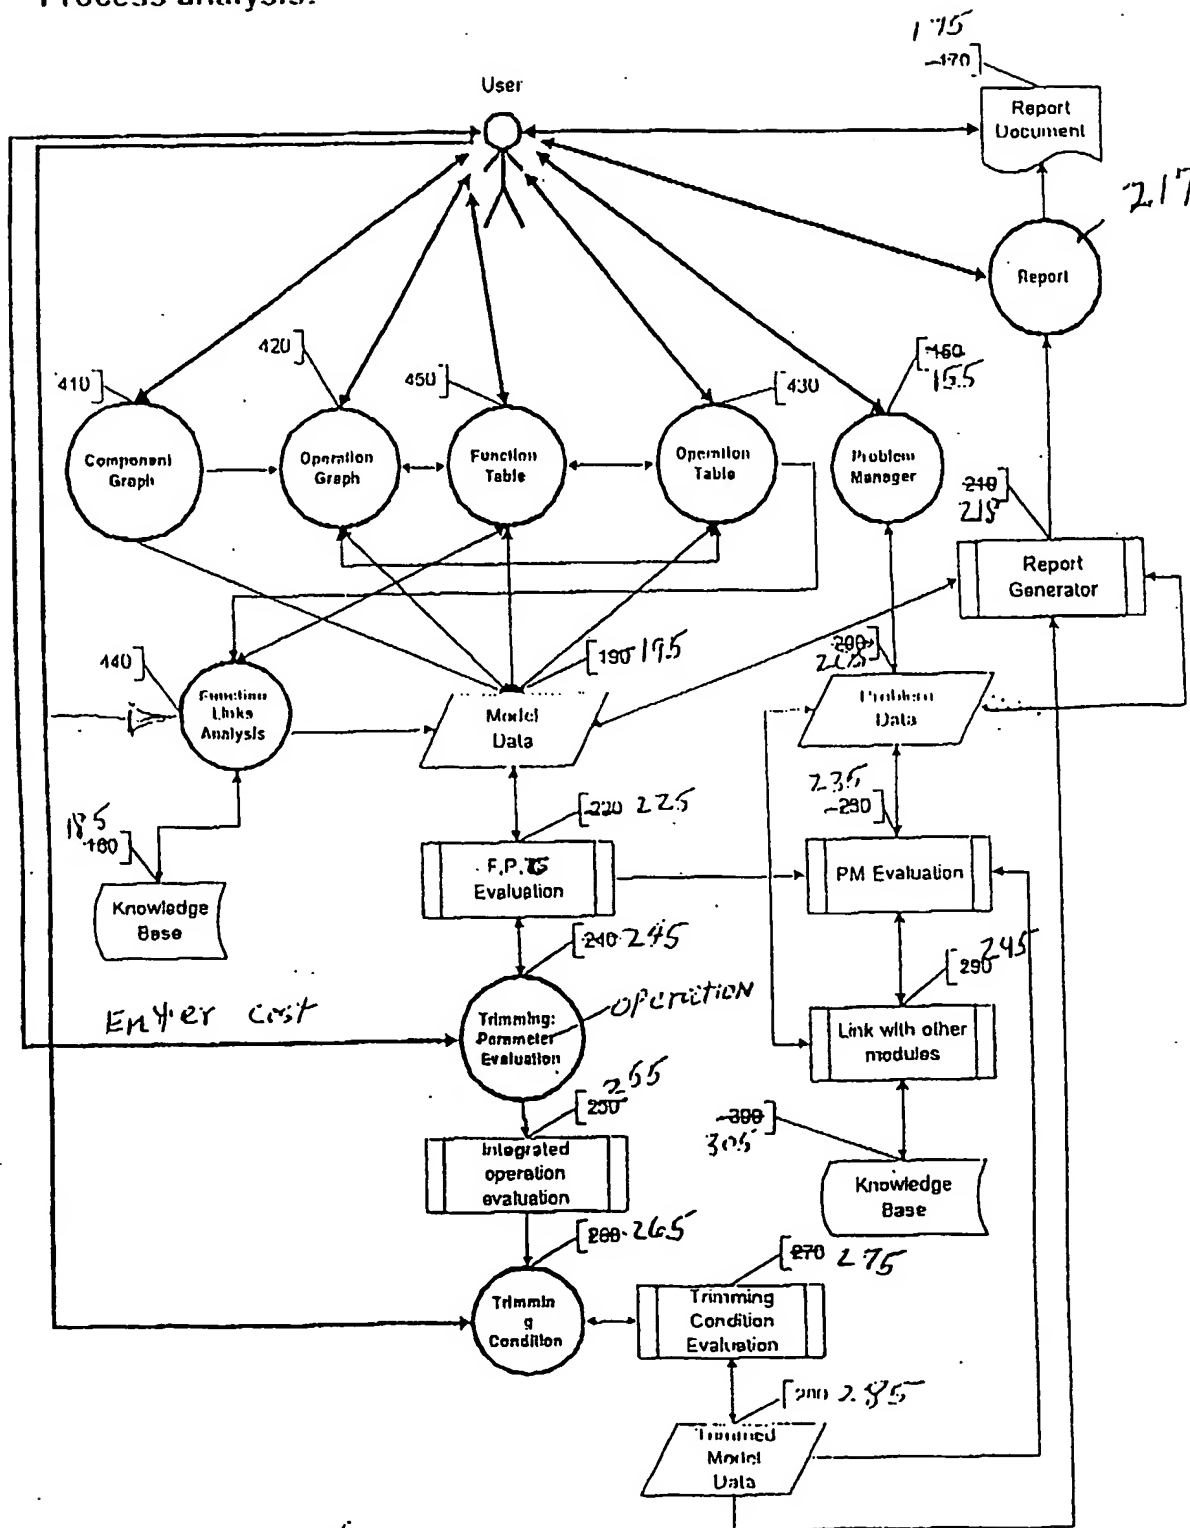 Process analysis.
175
170
User
Report
Document
217
Report
420
450
430
160
155
410
Component
Graph
Operation
Graph
Function
Table
Operation
Table
Problem
Manager
210
215
Report
Generator
440
190 195
200
Function
Links
Analysis
Model
Data
Problem
Data
235
230
185
180
220 225
F.P.
Evaluation
PM Evaluation
Knowledge
Base
240 245
290 245
Enter cost
Trimming:
Parameter
Evaluation
OPERATION
Link with other
modules
255
250
300
305
Integrated
operation
evaluation
Knowledge
Base
260 265
270 275
Trimmin
g
Condition
Trimming
Condition
Evaluation
280 285
Trimmed
Model
Data